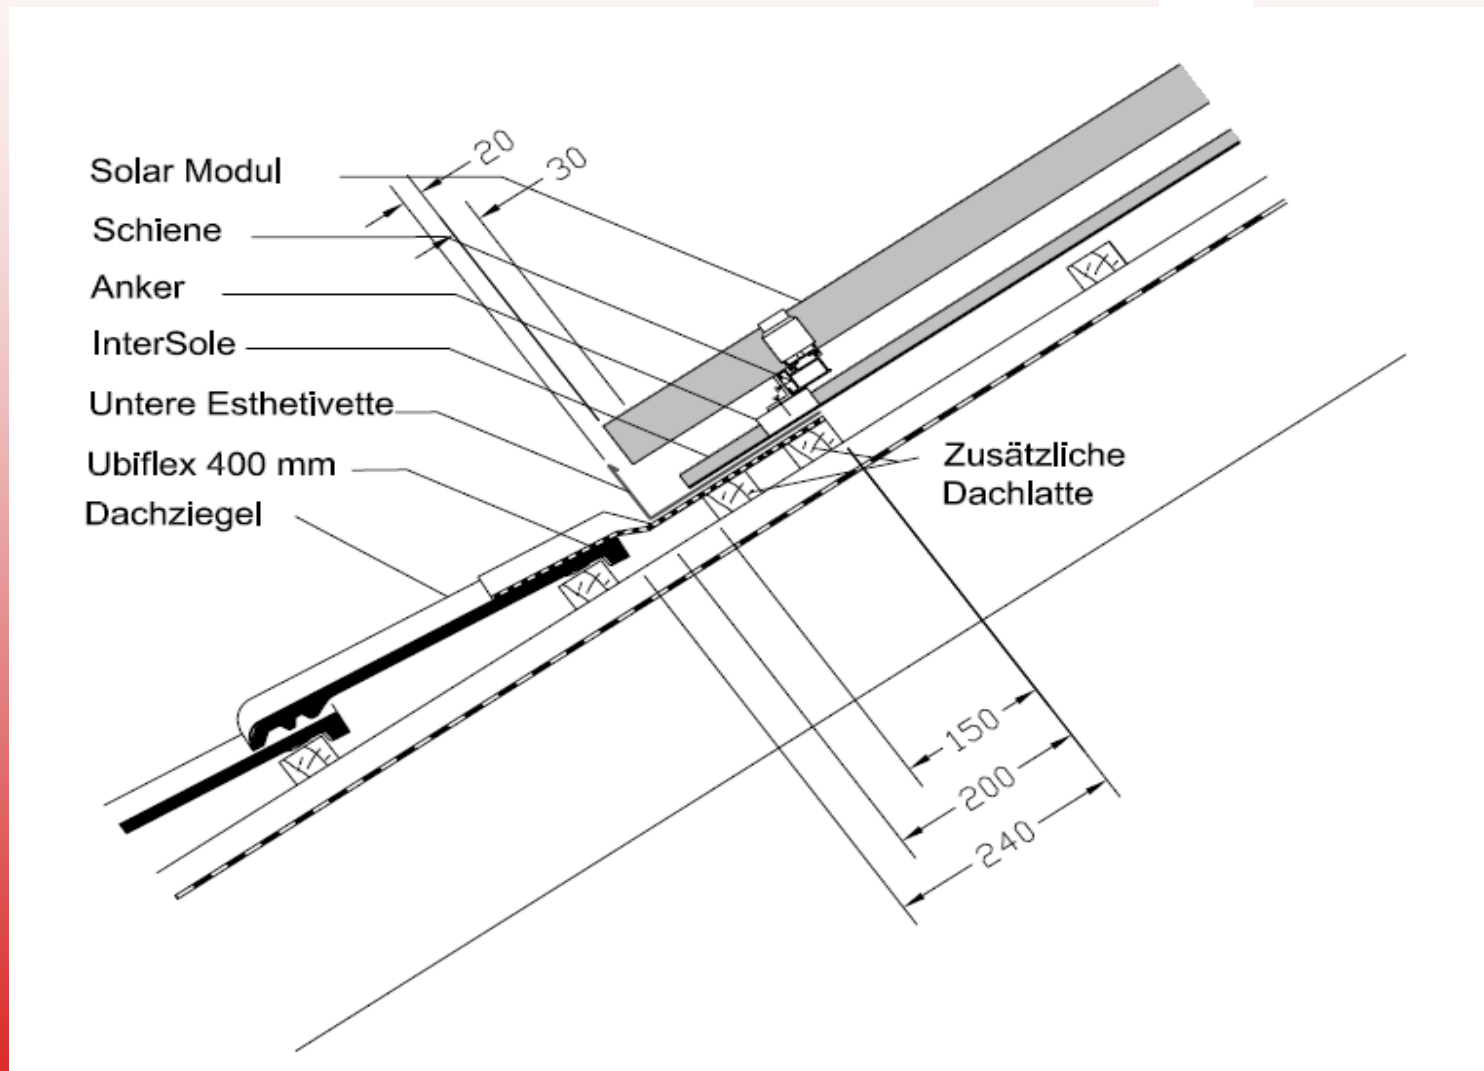 20
30
Solar Modul
Schiene
Anker
InterSole
Untere Esthetivette
Ubiflex 400 mm
Dachziegel
Zusätzliche
Dachlatte
150
200
240